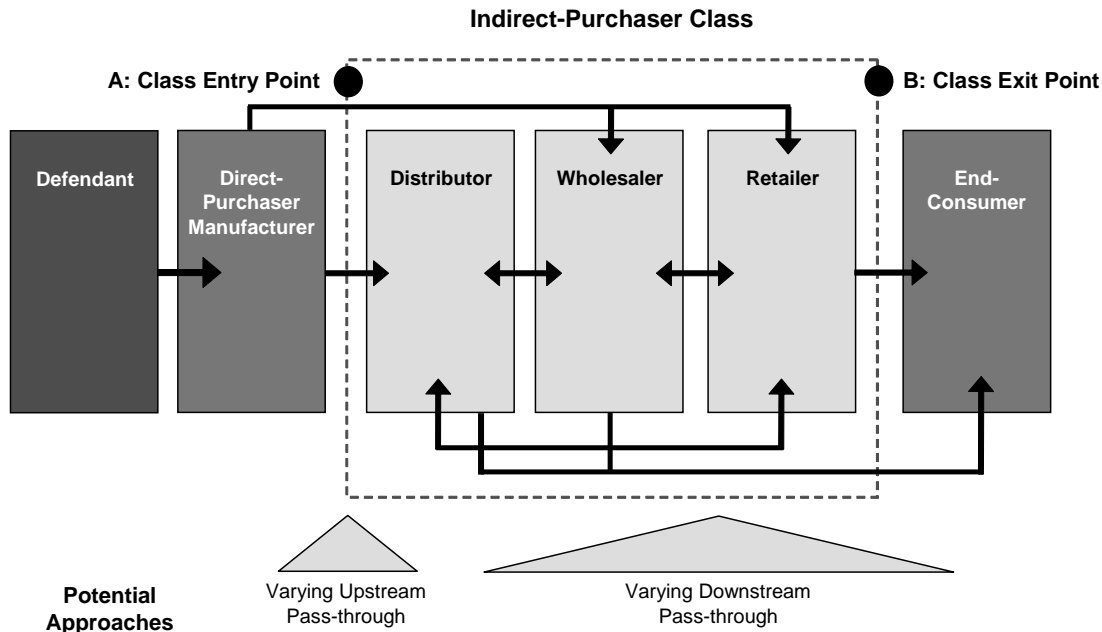 Indirect-Purchaser Class
A: Class Entry Point
B: Class Exit Point
Defendant
Direct-
Purchaser
Manufacturer
Distributor
Wholesaler
Retailer
End-
Consumer
Varying Upstream
Pass-through
Varying Downstream
Pass-through
Potential
Approaches